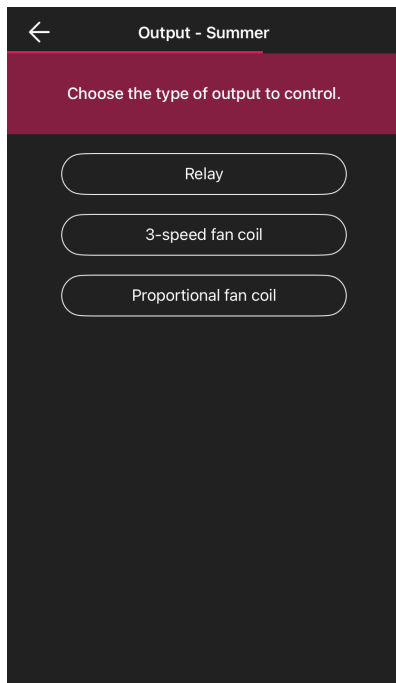 Output - Summer
Choose the type of output to control.
Relay
3-speed fan coil
Proportional fan coil